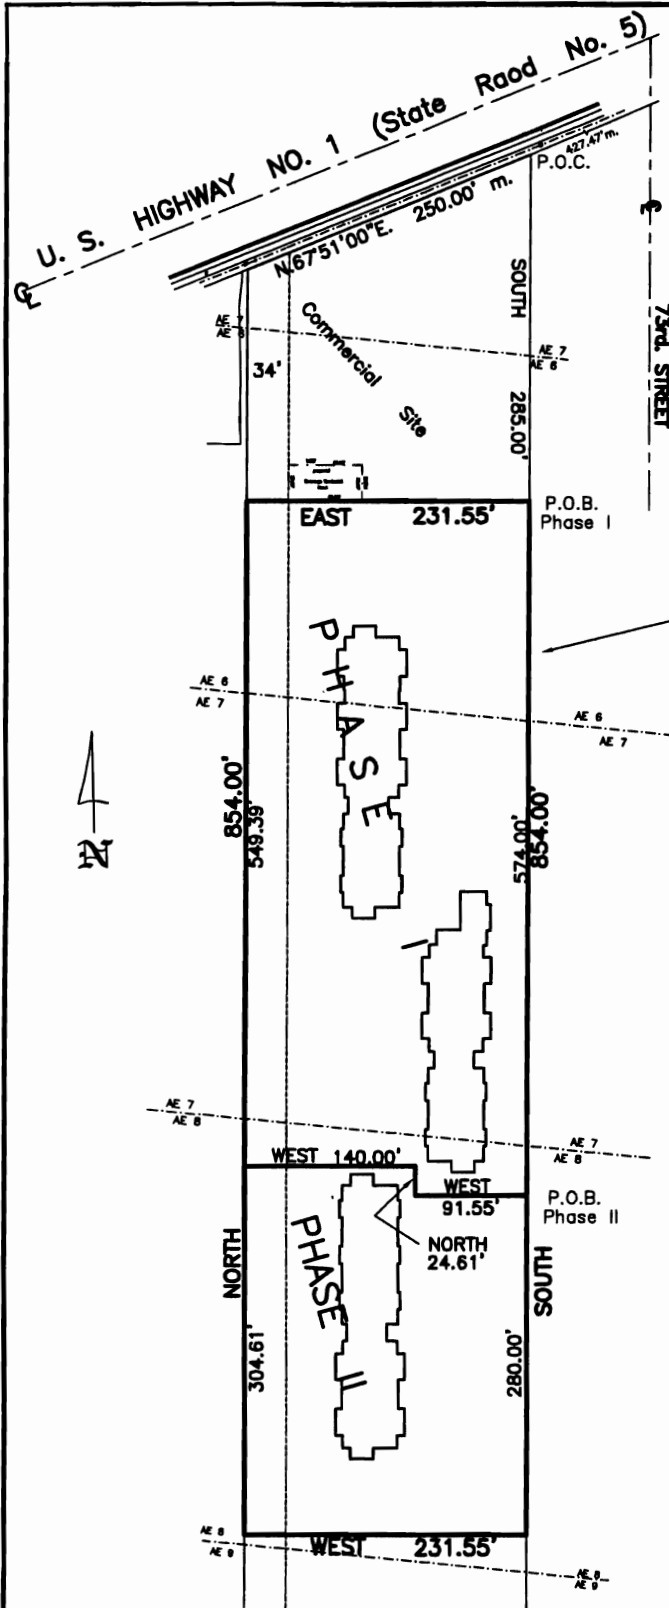 U. S. HIGHWAY NO. 1 (State Raod No. 5)
427.47'm.
P.O.C.
N.67°51'00"E. 250.00' m.
73rd. STREET
SOUTH 285.00'
Commercial Site
AE 7
AE 6
AE 7
AE 6
34'
EAST 231.55'
P.O.B.
Phase I
PHASE I
AE 6
AE 7
AE 6
AE 7
854.00'
549.39'
574.00'
854.00'
N
AE 7
AE 8
AE 7
AE 8
WEST 140.00'
WEST
91.55'
P.O.B.
Phase II
NORTH
24.61'
PHASE II
NORTH
304.61'
SOUTH
280.00'
AE 8
AE 9
WEST 231.55'
AE 8
AE 9